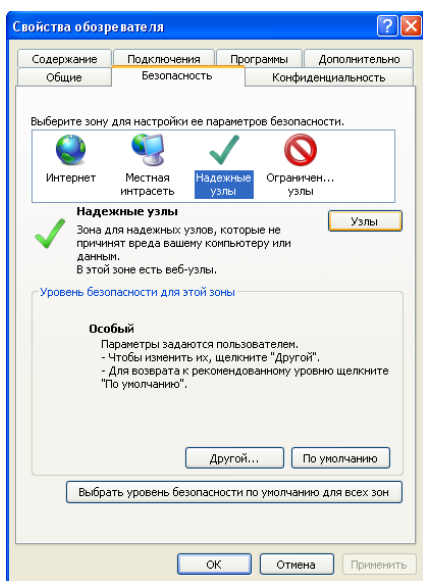 Свойства обозревателя
Содержание Подключения Программы Дополнительно
Общие Безопасность Конфиденциальность
Выберите зону для настройки ее параметров безопасности.
Интернет Местная интрасеть Надежные узлы Ограничен... узлы
Надежные узлы
Узлы
Зона для надежных узлов, которые не
причинят вреда вашему компьютеру или
данным.
В этой зоне есть веб-узлы.
Уровень безопасности для этой зоны
Особый
Параметры задаются пользователем.
- Чтобы изменить их, щелкните "Другой".
- Для возврата к рекомендованному уровню щелкните
"По умолчанию".
Другой... По умолчанию
Выбрать уровень безопасности по умолчанию для всех зон
ОК Отмена Применить